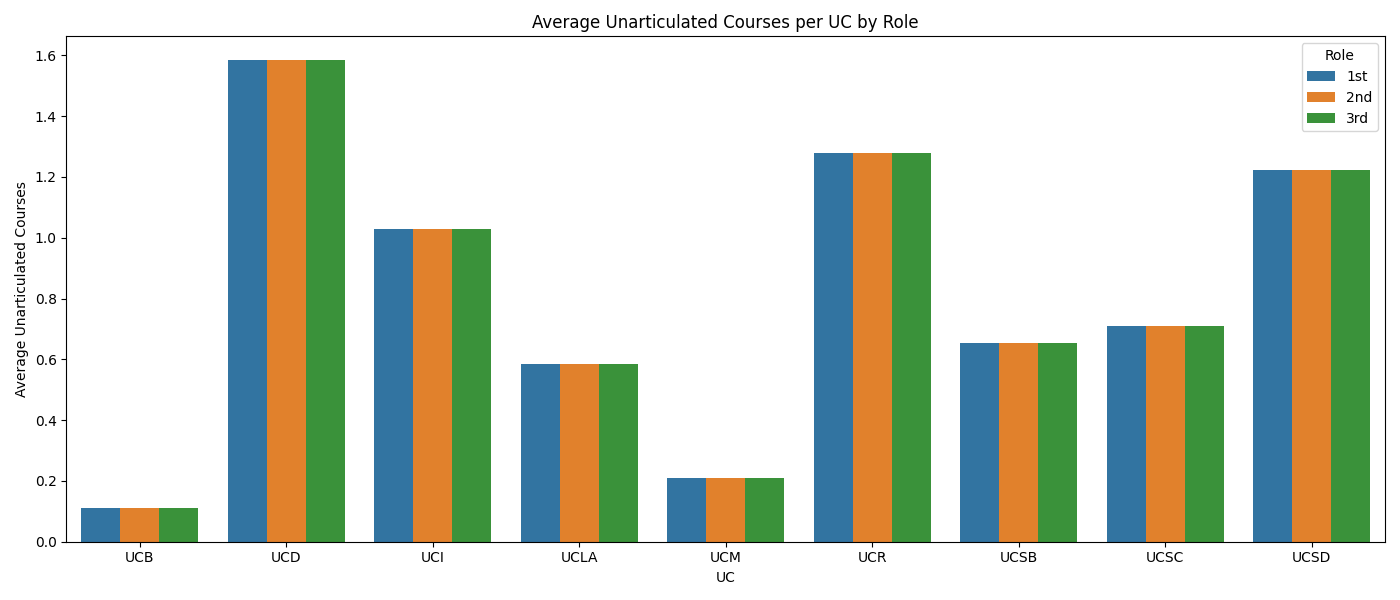 Average Unarticulated Courses per UC by Role
Role
1st
2nd
3rd
Average Unarticulated Courses
1.6
1.4
1.2
1.0
0.8
0.6
0.4
0.2
0.0
UCB UCD UCI UCLA UCM UCR UCSB UCSC UCSD
UC